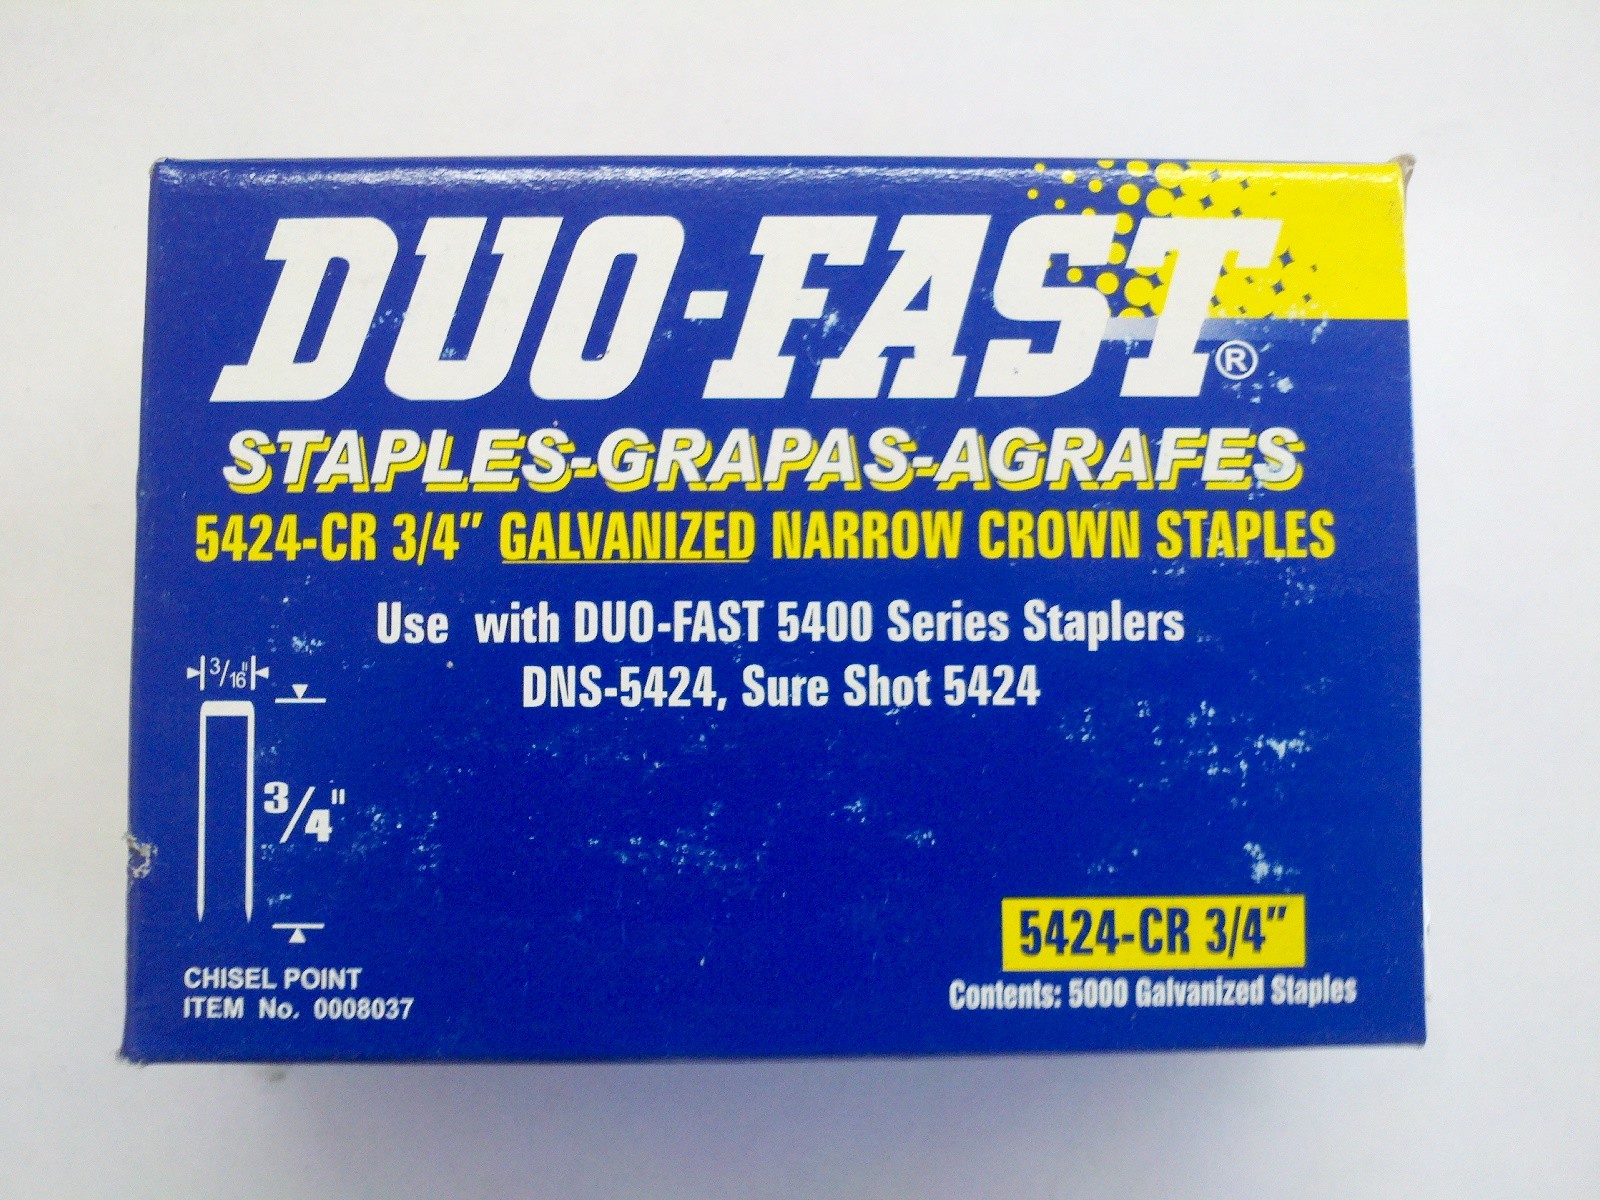 DUO-FAST®
STAPLES-GRAPAS-AGRAFES
5424-CR 3/4" GALVANIZED NARROW CROWN STAPLES
Use with DUO-FAST 5400 Series Staplers
DNS-5424, Sure Shot 5424
3/16"
3/4"
CHISEL POINT
ITEM No. 0008037
5424-CR 3/4"
Contents: 5000 Galvanized Staples